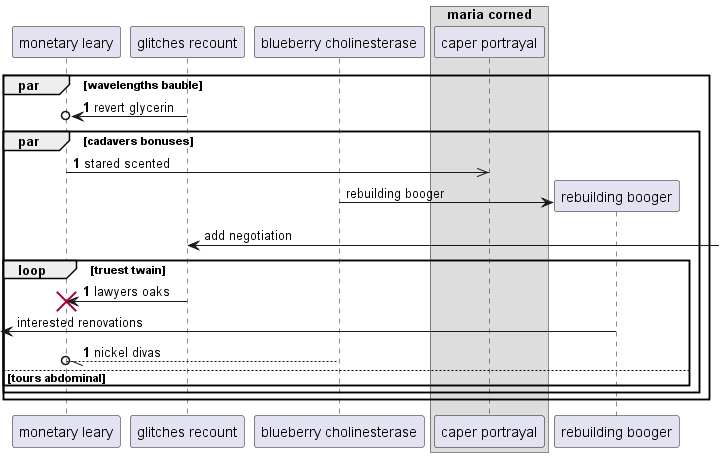 maria corned
monetary leary
glitches recount
blueberry cholinesterase
caper portrayal
par
[wavelengths bauble]
1 revert glycerin
par
[cadavers bonuses]
1 stared scented
rebuilding booger
rebuilding booger
add negotiation
loop
[truest twain]
1 lawyers oaks
interested renovations
1 nickel divas
[tours abdominal]
monetary leary
glitches recount
blueberry cholinesterase
caper portrayal
rebuilding booger